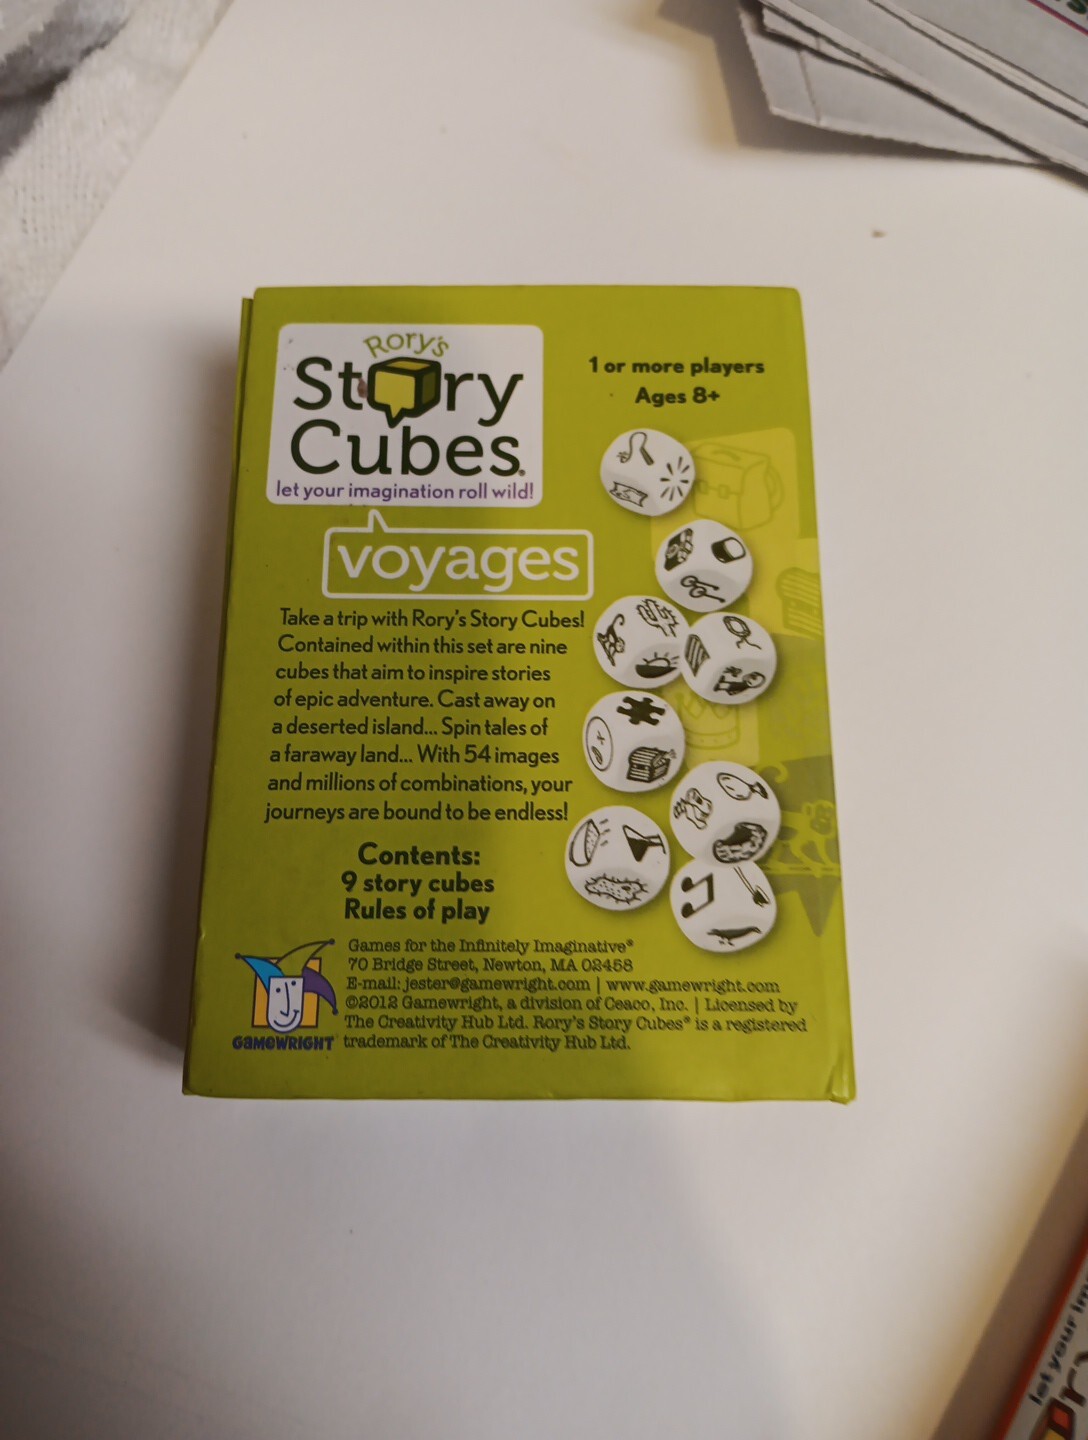 Rory's
Story
Cubes®
let your imagination roll wild!
voyages
1 or more players
Ages 8+
Take a trip with Rory's Story Cubes!
Contained within this set are nine
cubes that aim to inspire stories
of epic adventure. Cast away on
a deserted island... Spin tales of
a faraway land... With 54 images
and millions of combinations, your
journeys are bound to be endless!
Contents:
9 story cubes
Rules of play
Games for the Infinitely Imaginative®
70 Bridge Street, Newton, MA 02458
E-mail: jester@gamewright.com | www.gamewright.com
©2012 Gamewright, a division of Ceaco, Inc. | Licensed by
The Creativity Hub Ltd. Rory's Story Cubes® is a registered
trademark of The Creativity Hub Ltd.
GAMEWRIGHT
let your im